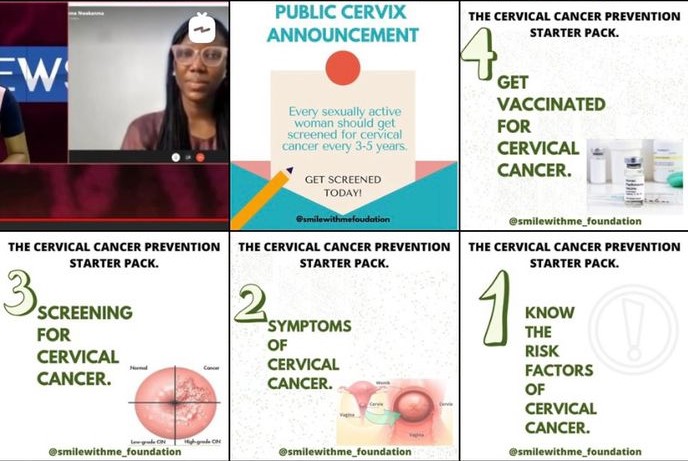 EWS
PUBLIC CERVIX
ANNOUNCEMENT
Every sexually active
woman should get
screened for cervical
cancer every 3-5 years.
GET SCREENED
TODAY!
@smilewithmefoudation
THE CERVICAL CANCER PREVENTION
STARTER PACK.
4
GET
VACCINATED
FOR
CERVICAL
CANCER.
@smilewithme_foundation
THE CERVICAL CANCER PREVENTION
STARTER PACK.
3
SCREENING
FOR
CERVICAL
CANCER.
Normal
Cancer
Low-grade CIN
High-grade CIN
@smilewithme_foundation
THE CERVICAL CANCER PREVENTION
STARTER PACK.
2
SYMPTOMS
OF
CERVICAL
CANCER.
Womb
Cervix
Cervix
Vagina
Vagina
@smilewithme_foundation
THE CERVICAL CANCER PREVENTION
STARTER PACK.
1
KNOW
THE
RISK
FACTORS
OF
CERVICAL
CANCER.
@smilewithme_foundation